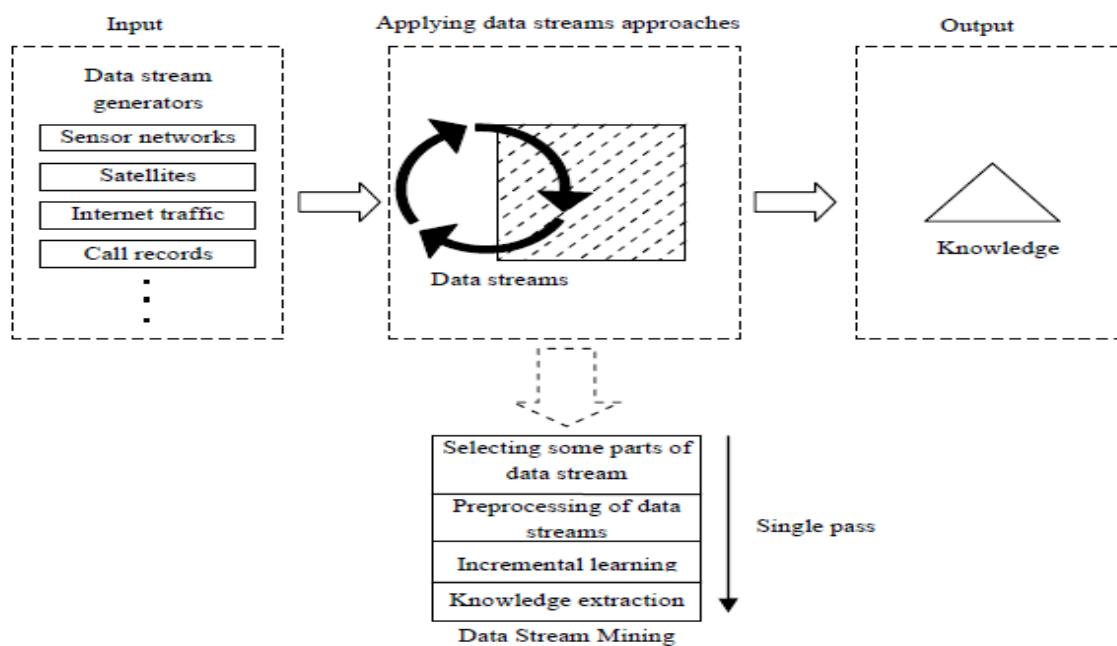 Input
Applying data streams approaches
Output
Data stream
generators
Sensor networks
Satellites
Internet traffic
Call records
Data streams
Knowledge
Selecting some parts of
data stream
Preprocessing of data
streams
Incremental learning
Knowledge extraction
Single pass
Data Stream Mining